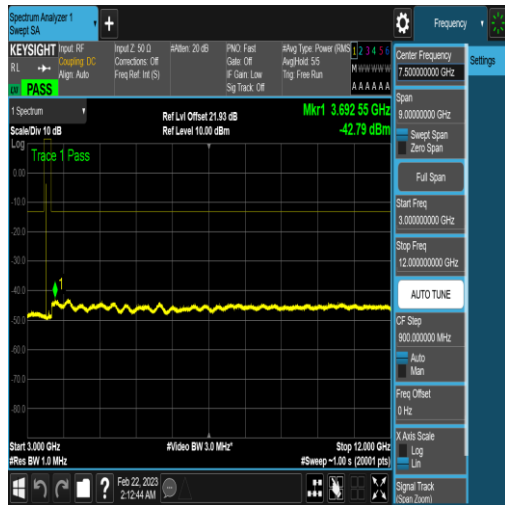 Spectrum Analyzer 1
Swept SA
+
Frequency
KEYSIGHT Input: RF
RL
Coupling: DC
Align: Auto
PASS
Input Z: 50 Ω
Corrections: Off
Freq Ref: Int (S)
#Atten: 20 dB
PNO: Fast
Gate: Off
IF Gain: Low
Sig Track: Off
#Avg Type: Power (RMS
Avg|Hold: 5/5
Trig: Free Run
1 2 3 4 5 6
M W W W W W
A A A A A A
Settings
Center Frequency
7.500000000 GHz
Span
9.00000000 GHz
Swept Span
Zero Span
Full Span
Start Freq
3.000000000 GHz
Stop Freq
12.000000000 GHz
AUTO TUNE
CF Step
900.000000 MHz
Auto
Man
Freq Offset
0 Hz
X Axis Scale
Log
Lin
Signal Track
(Span Zoom)
1 Spectrum
Scale/Div 10 dB
Ref Lvl Offset 21.93 dB
Ref Level 10.00 dBm
Mkr1 3.692 55 GHz
-42.79 dBm
Log
Trace 1 Pass
0.00
-10.0
-20.0
-30.0
-40.0
-50.0
-60.0
-70.0
-80.0
1
Start 3.000 GHz
#Res BW 1.0 MHz
#Video BW 3.0 MHz*
Stop 12.000 GHz
#Sweep ~1.00 s (20001 pts)
?
Feb 22, 2023
2:12:44 AM